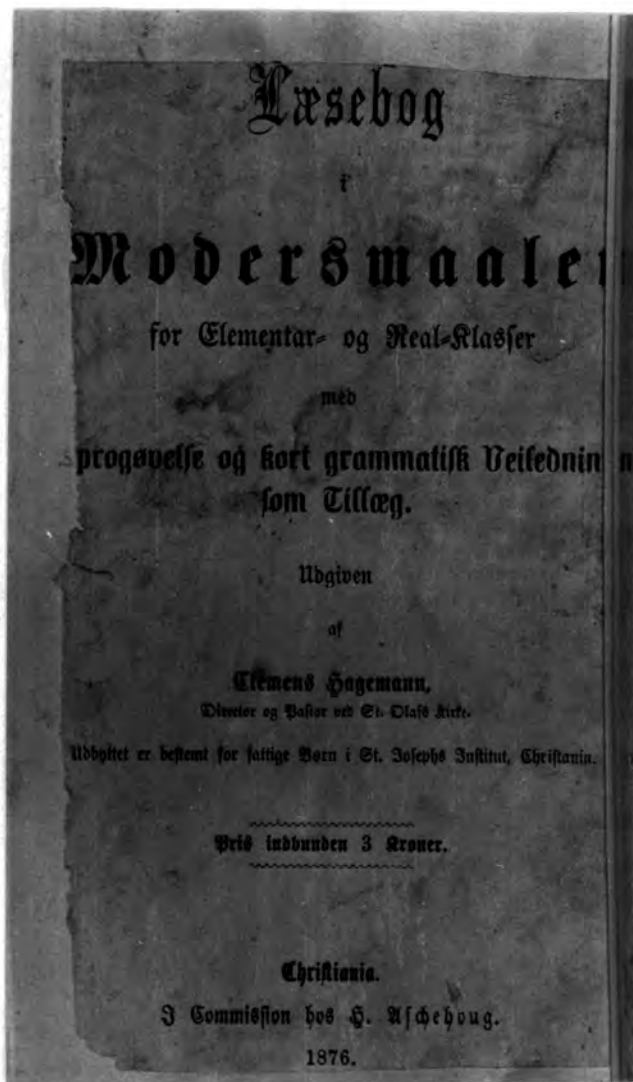 Læsebog
i
Modersmaalet
for Elementar- og Real-Klasser
med
progøvelse og kort grammatisk Veiledning
som Tillæg.
Udgiven
af
Clemens Hagemann,
Director og Pastor ved St. Olafs Kirke.
Udbyttet er bestemt for fattige Børn i St. Josephs Institut, Christiania.
Pris indbunden 3 Kroner.
Christiania.
I Commission hos H. Aschehoug.
1876.